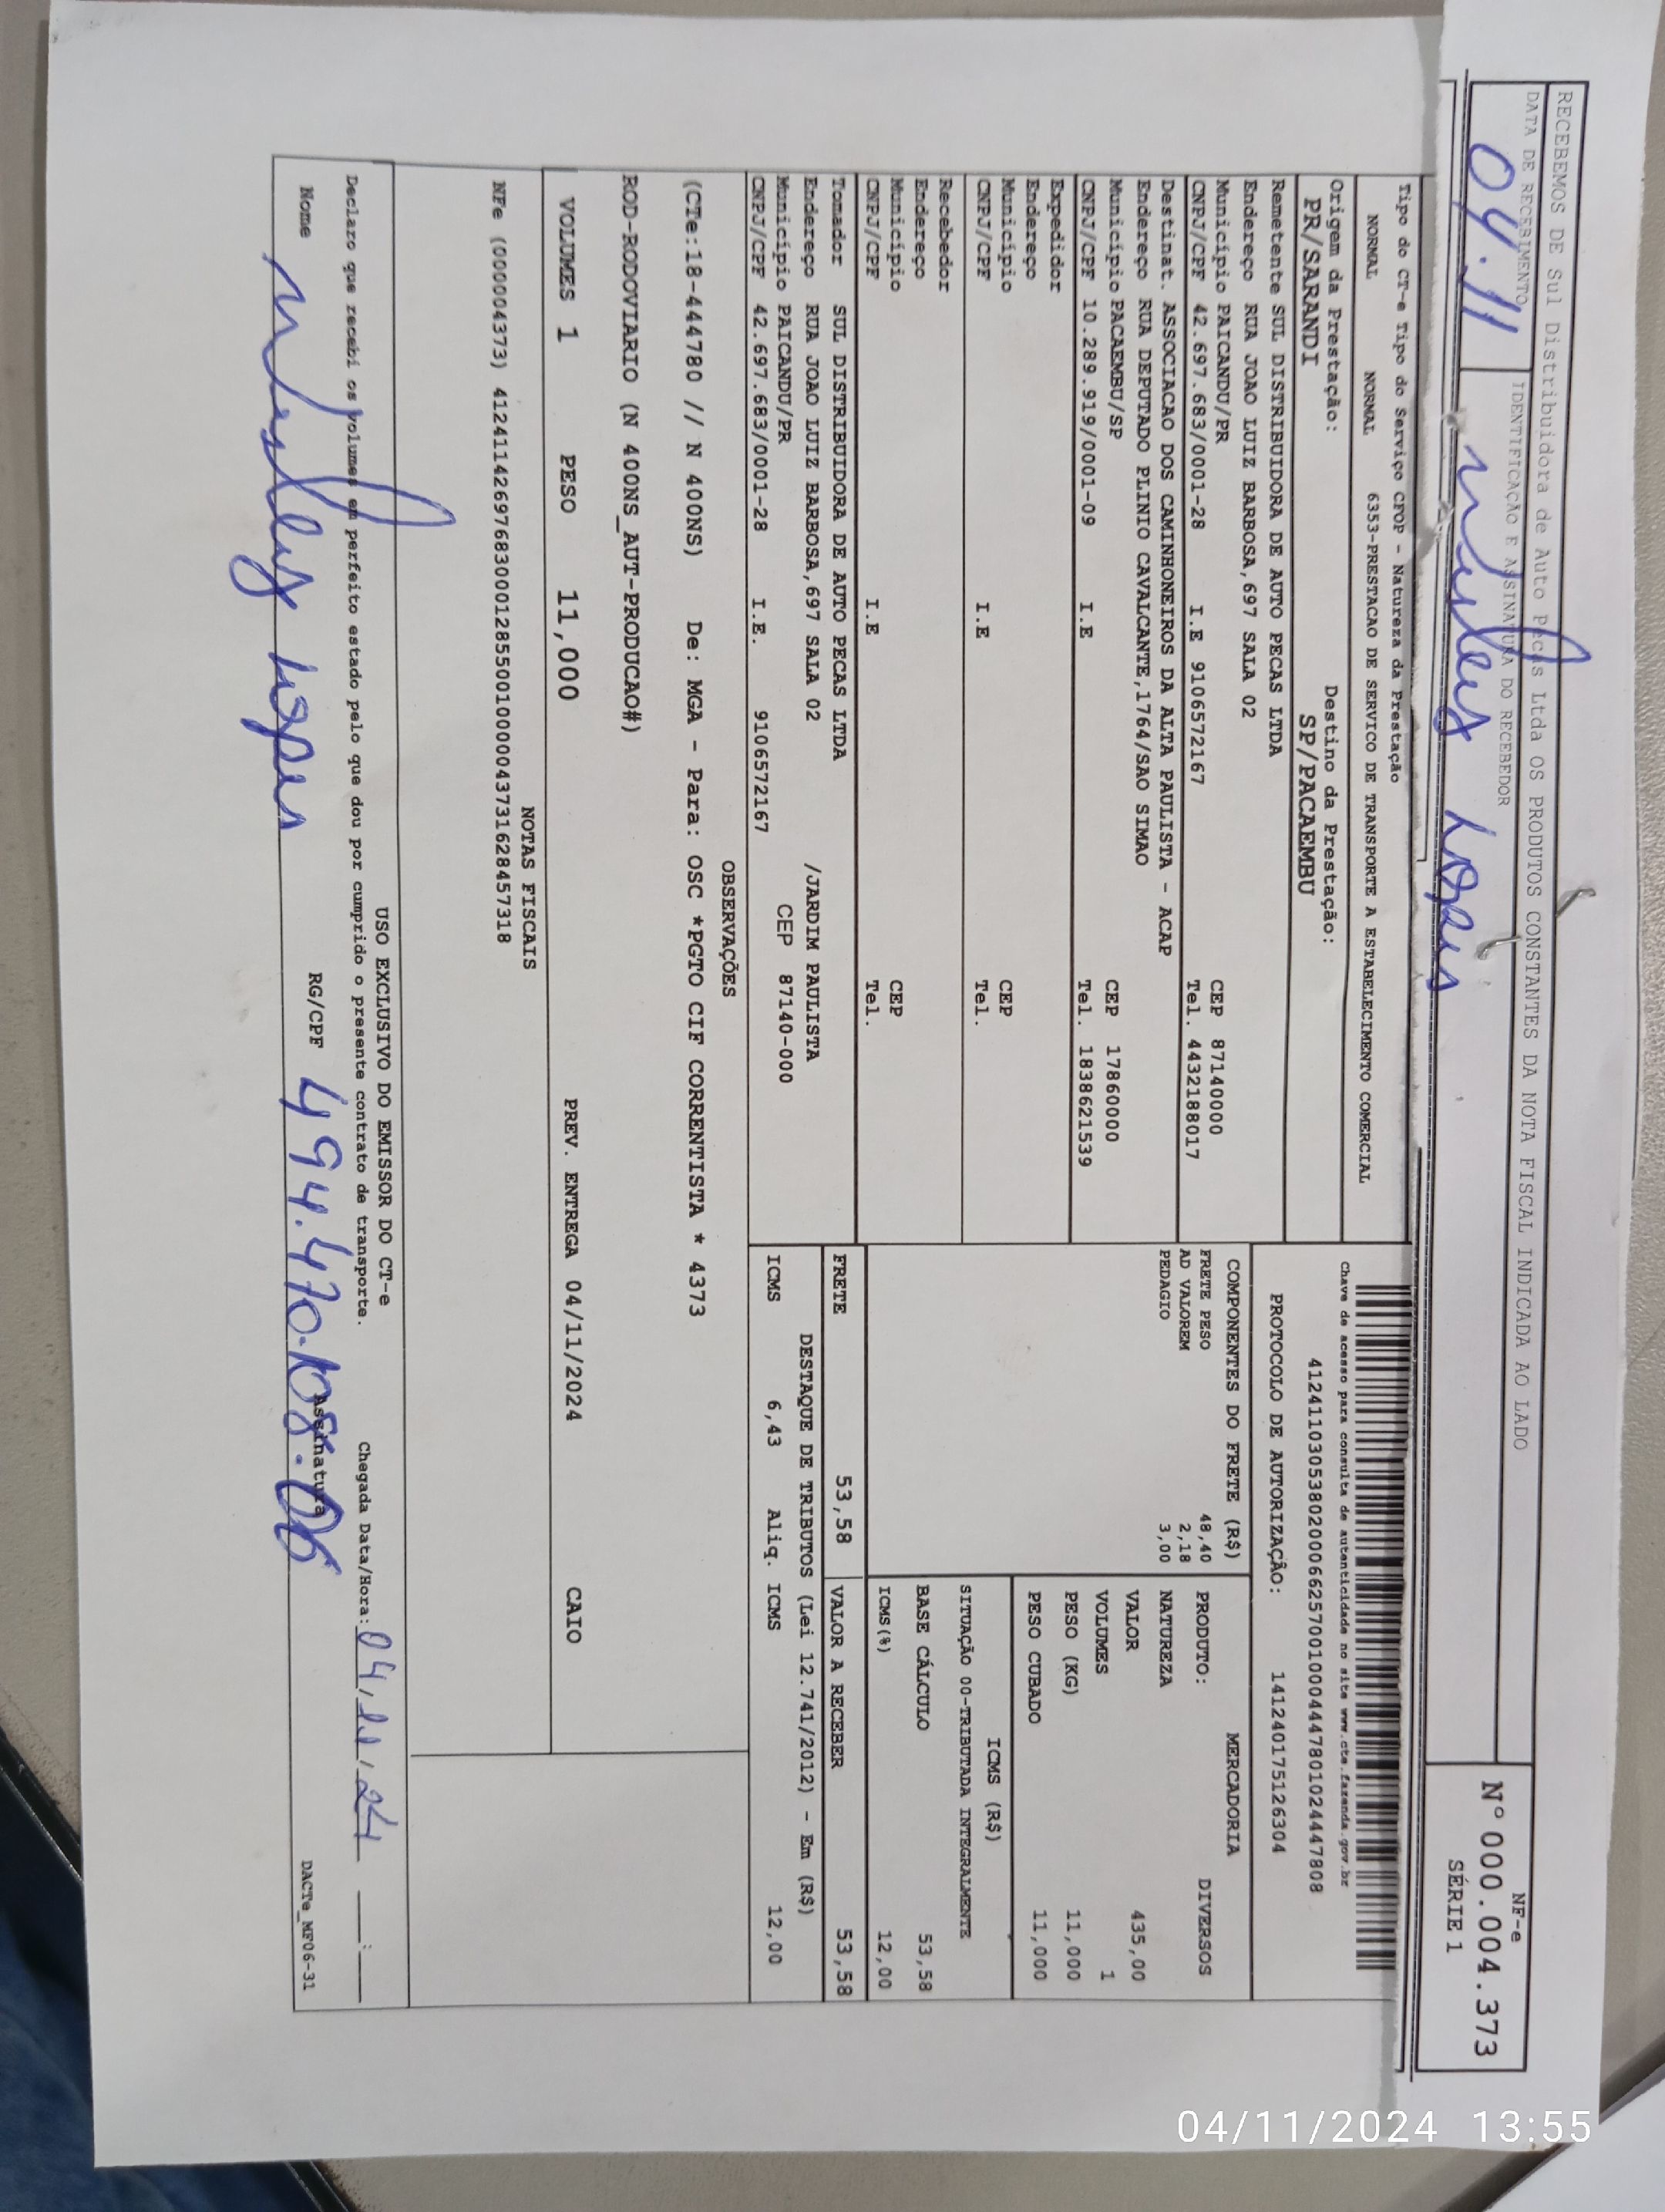 RECEBEMOS DE Sul Distribuidora de Auto Peças Ltda OS PRODUTOS CONSTANTES DA NOTA FISCAL INDICADA AO LADO
DATA DE RECEBIMENTO
IDENTIFICAÇÃO E ASSINATURA DO RECEBEDOR
04.11
Lopes
NF-e
Nº 000.004.373
SÉRIE 1
Tipo do CT-e Tipo do Serviço CFOP - Natureza da Prestação
NORMAL NORMAL 6353-PRESTACAO DE SERVICO DE TRANSPORTE A ESTABELECIMENTO COMERCIAL
Origem da Prestação: Destino da Prestação:
PR/SARANDI SP/PACAEMBU
Chave de acesso para consulta de autenticidade no site www.cte.fazenda.gov.br
41241103053802000662570010004447801024447808
PROTOCOLO DE AUTORIZAÇÃO: 141240175126304
Remetente SUL DISTRIBUIDORA DE AUTO PECAS LTDA
Endereço RUA JOAO LUIZ BARBOSA,697 SALA 02
Município PAICANDU/PR CEP 87140000
CNPJ/CPF 42.697.683/0001-28 I.E 9106572167 Tel. 4432188017
Destinat. ASSOCIACAO DOS CAMINHONEIROS DA ALTA PAULISTA - ACAP
Endereço RUA DEPUTADO PLINIO CAVALCANTE,1764/SAO SIMAO
Município PACAEMBU/SP CEP 17860000
CNPJ/CPF 10.289.919/0001-09 I.E Tel. 1838621539
Expedidor
Endereço
Município CEP
CNPJ/CPF I.E Tel.
Recebedor
Endereço
Município CEP
CNPJ/CPF I.E Tel.
Tomador SUL DISTRIBUIDORA DE AUTO PECAS LTDA
Endereço RUA JOAO LUIZ BARBOSA,697 SALA 02 /JARDIM PAULISTA
Município PAICANDU/PR CEP 87140-000
CNPJ/CPF 42.697.683/0001-28 I.E. 9106572167
COMPONENTES DO FRETE (R$)
FRETE PESO 48,40
AD VALOREM 2,18
PEDAGIO 3,00
MERCADORIA
PRODUTO: DIVERSOS
NATUREZA
VALOR 435,00
VOLUMES 1
PESO (KG) 11,000
PESO CUBADO 11,000
ICMS (R$)
SITUAÇÃO 00-TRIBUTADA INTEGRALMENTE
BASE CÁLCULO 53,58
ICMS(%) 12,00
FRETE 53,58 VALOR A RECEBER 53,58
DESTAQUE DE TRIBUTOS (Lei 12.741/2012) - Em (R$)
ICMS 6,43 Aliq. ICMS 12,00
OBSERVAÇÕES
(CTe:18-444780 // N 400NS) De: MGA - Para: OSC *PGTO CIF CORRENTISTA * 4373
ROD-RODOVIARIO (N 400NS_AUT-PRODUCAO#)
VOLUMES 1 PESO 11,000 PREV. ENTREGA 04/11/2024 CAIO
NOTAS FISCAIS
NFe (000004373) 41241142697683000128550010000043731628457318
USO EXCLUSIVO DO EMISSOR DO CT-e
Declaro que recebi os volumes em perfeito estado pelo que dou por cumprido o presente contrato de transporte. Chegada Data/Hora: 04/11/24 __:__
Nome Lopes RG/CPF 494.470.108.06 Assinatura DACTe_MF06-31
04/11/2024 13:55